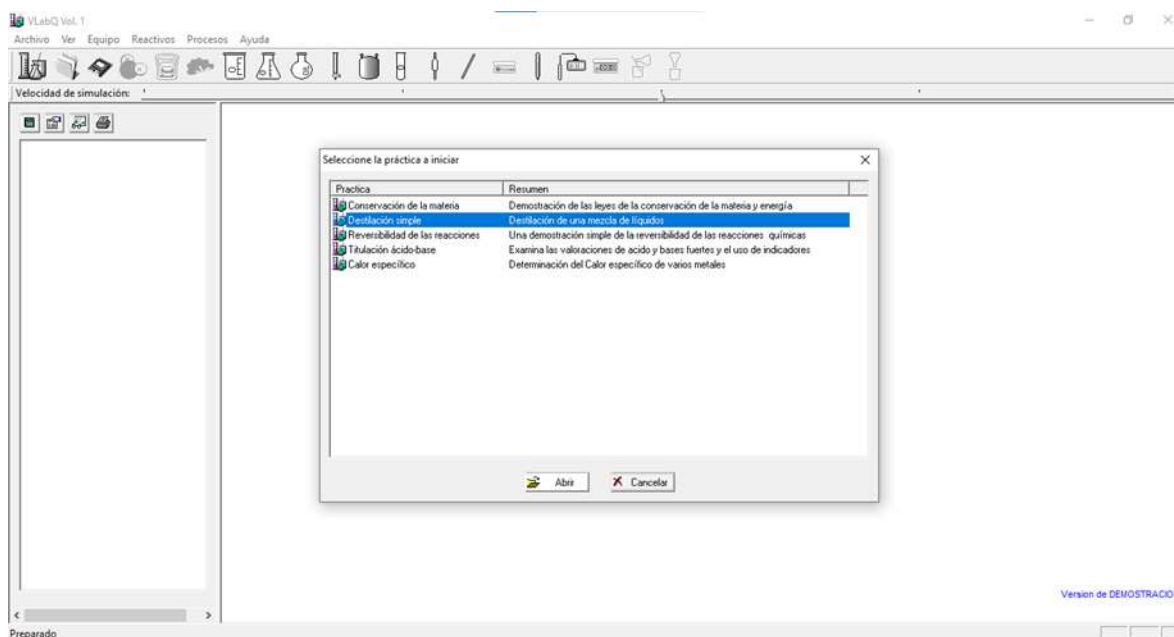 VLabQ Vol. 1
Archivo Ver Equipo Reactivos Procesos Ayuda
Velocidad de simulación:
Seleccione la práctica a iniciar
Practica Resumen
Conservación de la materia Demostración de las leyes de la conservación de la materia y energía
Destilación simple Destilación de una mezcla de líquidos
Reversibilidad de las reacciones Una demostración simple de la reversibilidad de las reacciones químicas
Titulación ácido-base Examina las valoraciones de acido y bases fuertes y el uso de indicadores
Calor específico Determinación del Calor específico de varios metales
Abrir Cancelar
Version de DEMOSTRACIO
Preparado